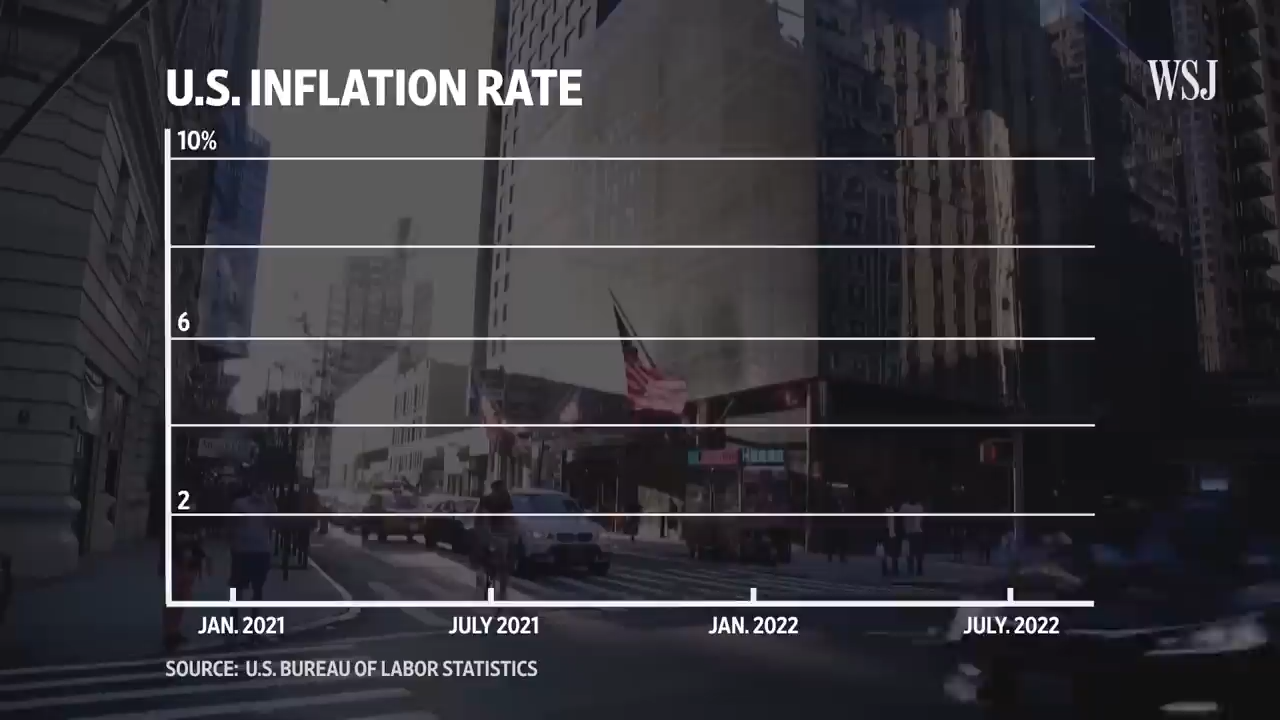 U.S. INFLATION RATE
WSJ
10%
6
2
JAN. 2021
JULY 2021
JAN. 2022
JULY. 2022
SOURCE: U.S. BUREAU OF LABOR STATISTICS